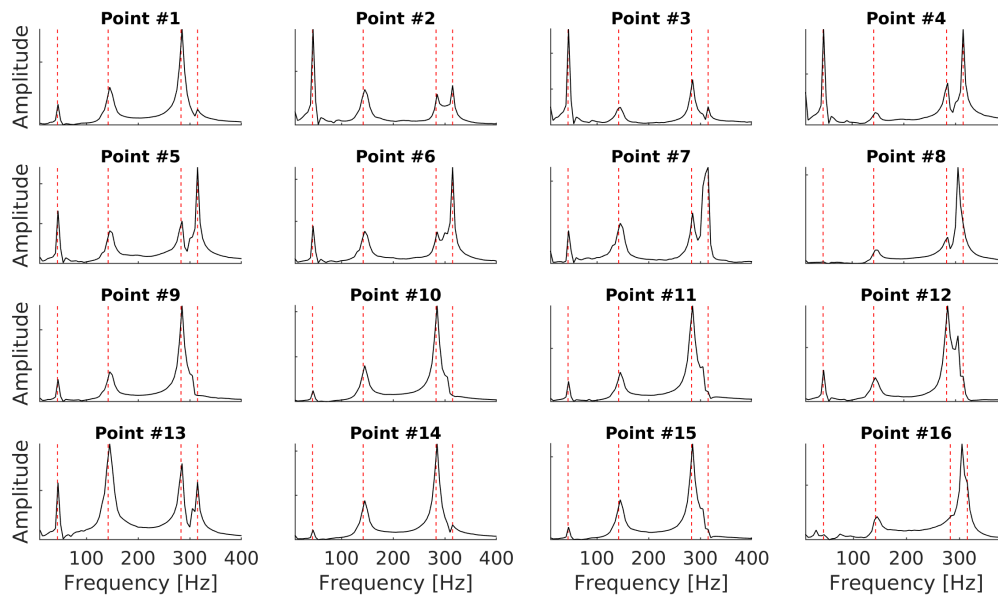 Point #1 Point #2 Point #3 Point #4
Amplitude
Point #5 Point #6 Point #7 Point #8
Amplitude
Point #9 Point #10 Point #11 Point #12
Amplitude
Point #13 Point #14 Point #15 Point #16
Amplitude
100 200 300 400 100 200 300 400 100 200 300 400 100 200 300
Frequency [Hz] Frequency [Hz] Frequency [Hz] Frequency [Hz]